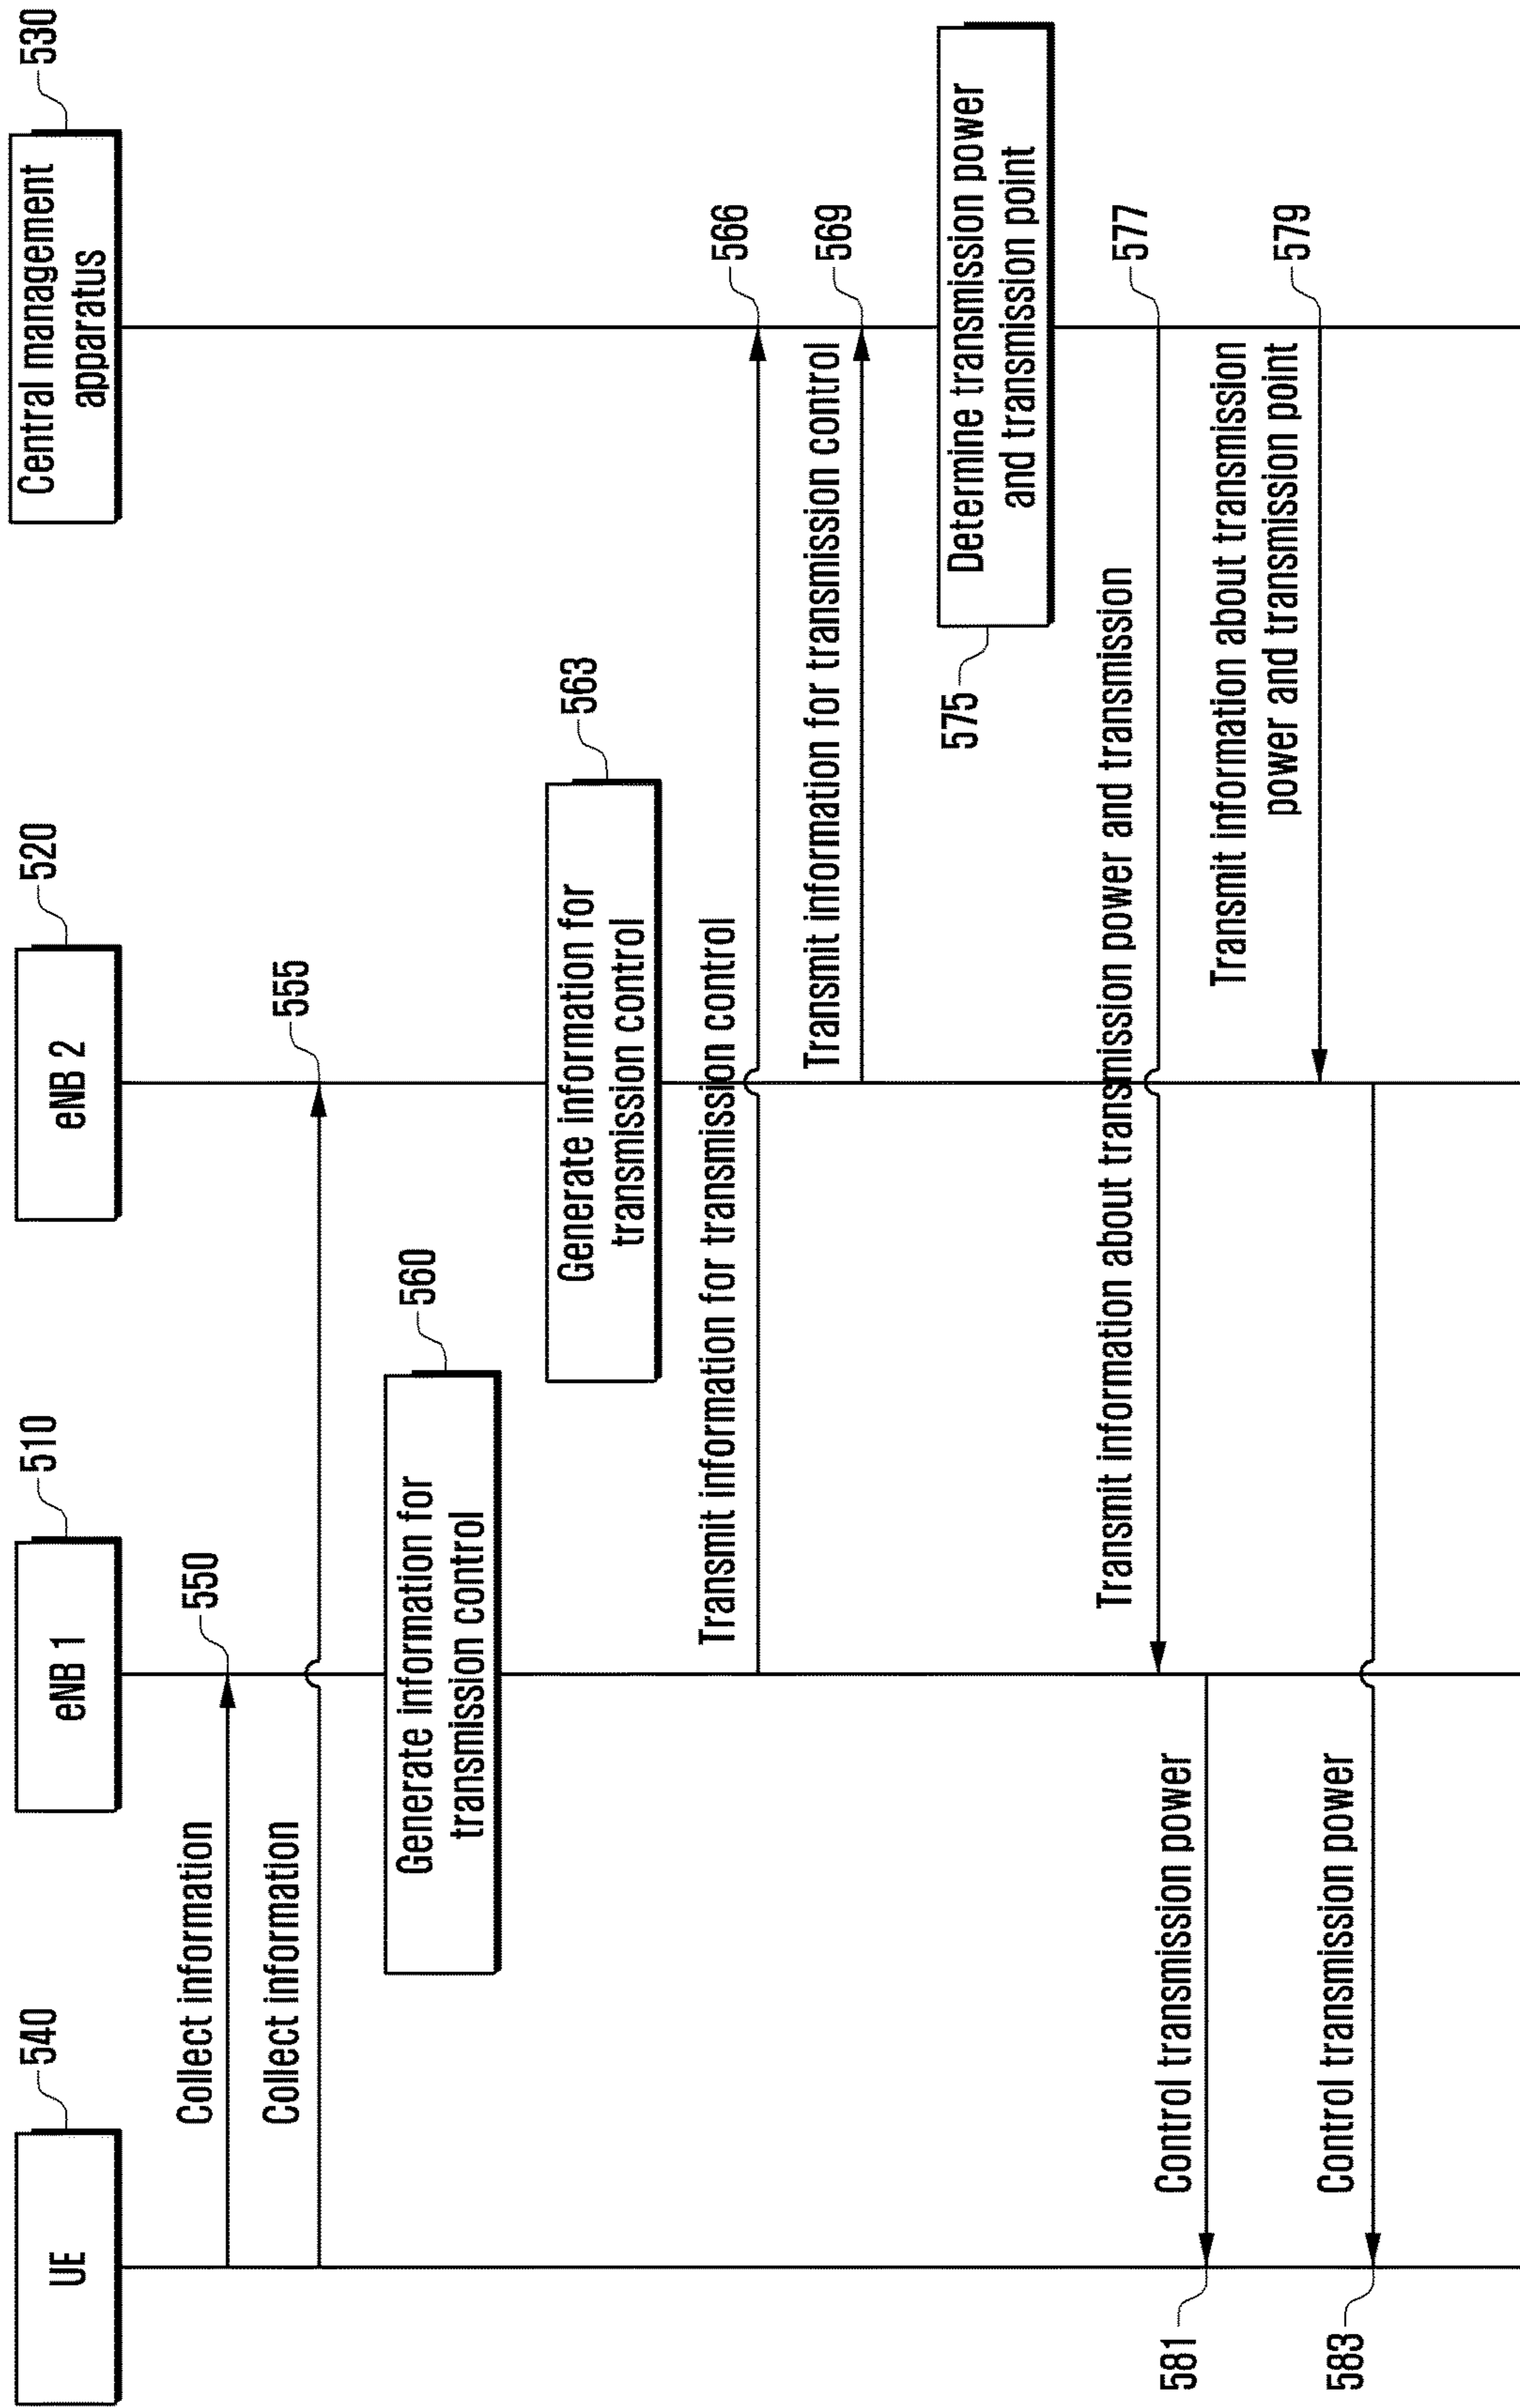 UE
540
eNB 1
510
eNB 2
520
Central management
apparatus
530
Collect information
550
Collect information
555
Generate information for
transmission control
560
Generate information for
transmission control
563
Transmit information for transmission control
566
Transmit information for transmission control
569
Determine transmission power
and transmission point
575
Transmit information about transmission power and transmission
577
Control transmission power
581
Transmit information about transmission
power and transmission point
579
Control transmission power
583